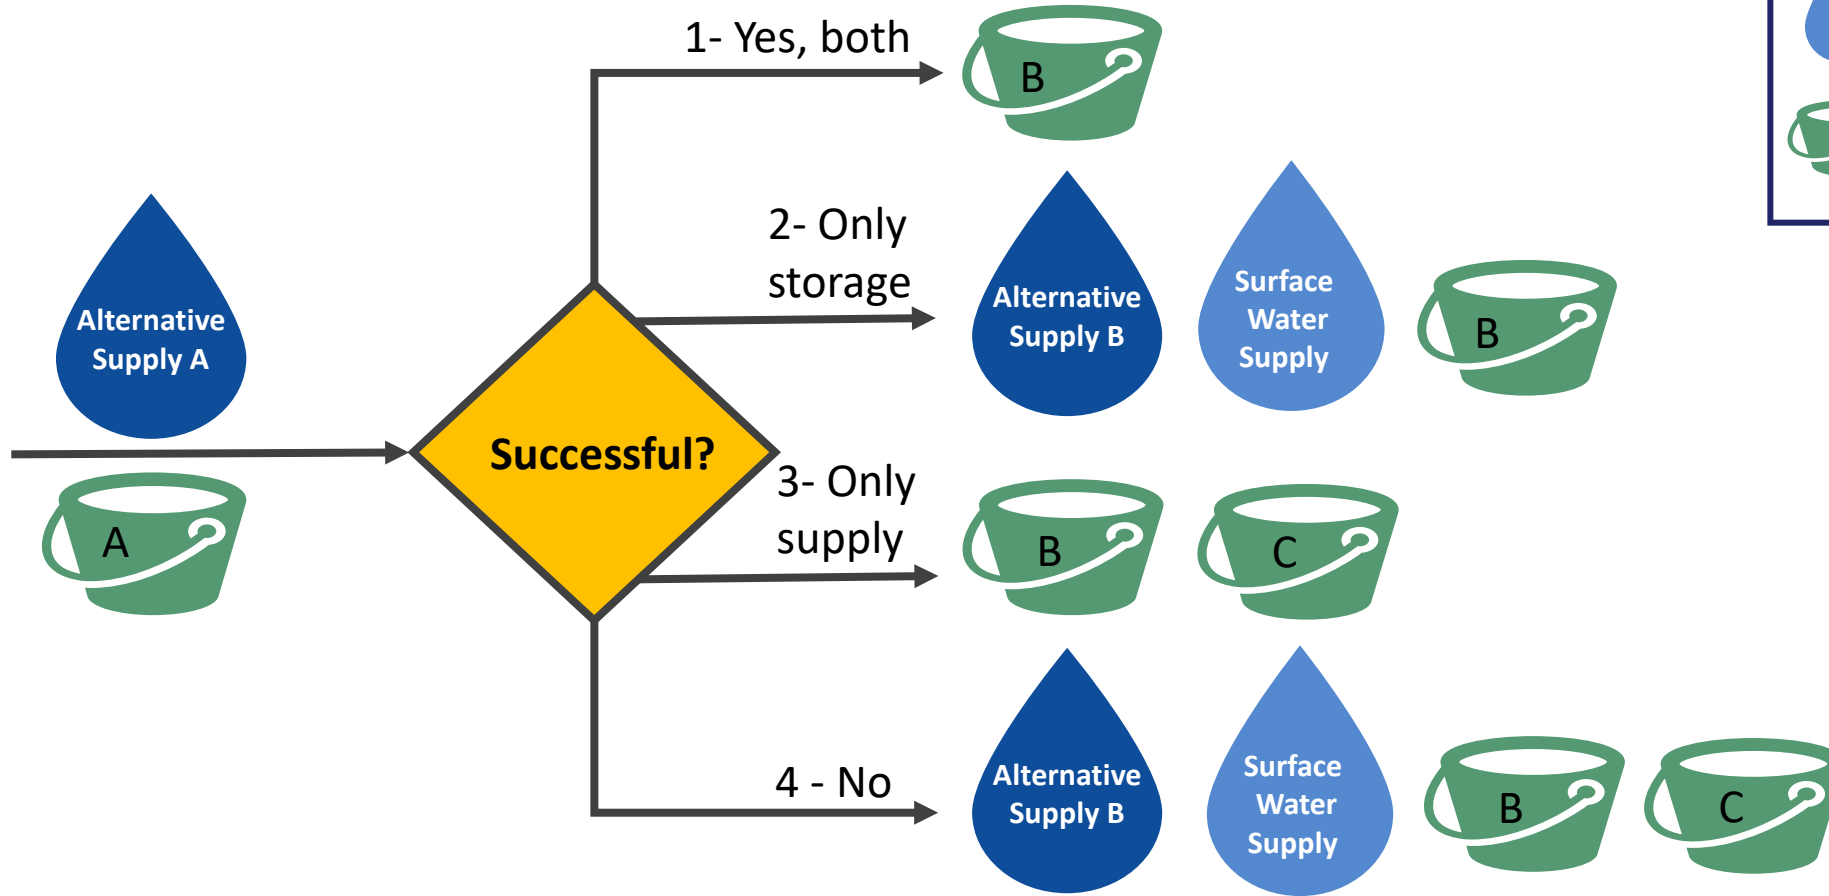 1- Yes, both
B
2- Only
storage
Alternative
Supply B
Surface
Water
Supply
B
Alternative
Supply A
A
Successful?
3- Only
supply
B
C
4 - No
Alternative
Supply B
Surface
Water
Supply
B
C